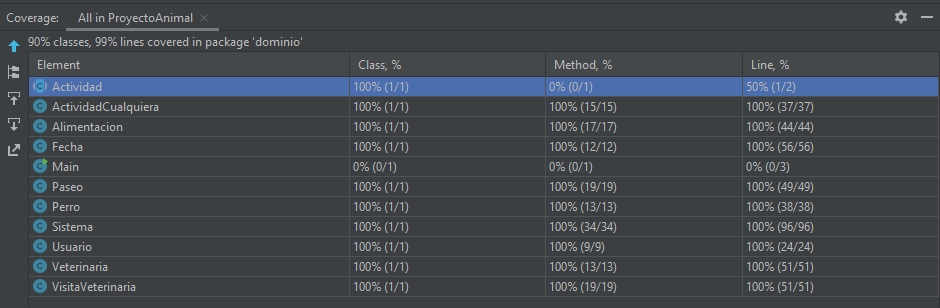 Coverage: All in ProyectoAnimal
90% classes, 99% lines covered in package 'dominio'
Element Class, % Method, % Line, %
Actividad 100% (1/1) 0% (0/1) 50% (1/2)
ActividadCualquiera 100% (1/1) 100% (15/15) 100% (37/37)
Alimentacion 100% (1/1) 100% (17/17) 100% (44/44)
Fecha 100% (1/1) 100% (12/12) 100% (56/56)
Main 0% (0/1) 0% (0/1) 0% (0/3)
Paseo 100% (1/1) 100% (19/19) 100% (49/49)
Perro 100% (1/1) 100% (13/13) 100% (38/38)
Sistema 100% (1/1) 100% (34/34) 100% (96/96)
Usuario 100% (1/1) 100% (9/9) 100% (24/24)
Veterinaria 100% (1/1) 100% (13/13) 100% (51/51)
VisitaVeterinaria 100% (1/1) 100% (19/19) 100% (51/51)